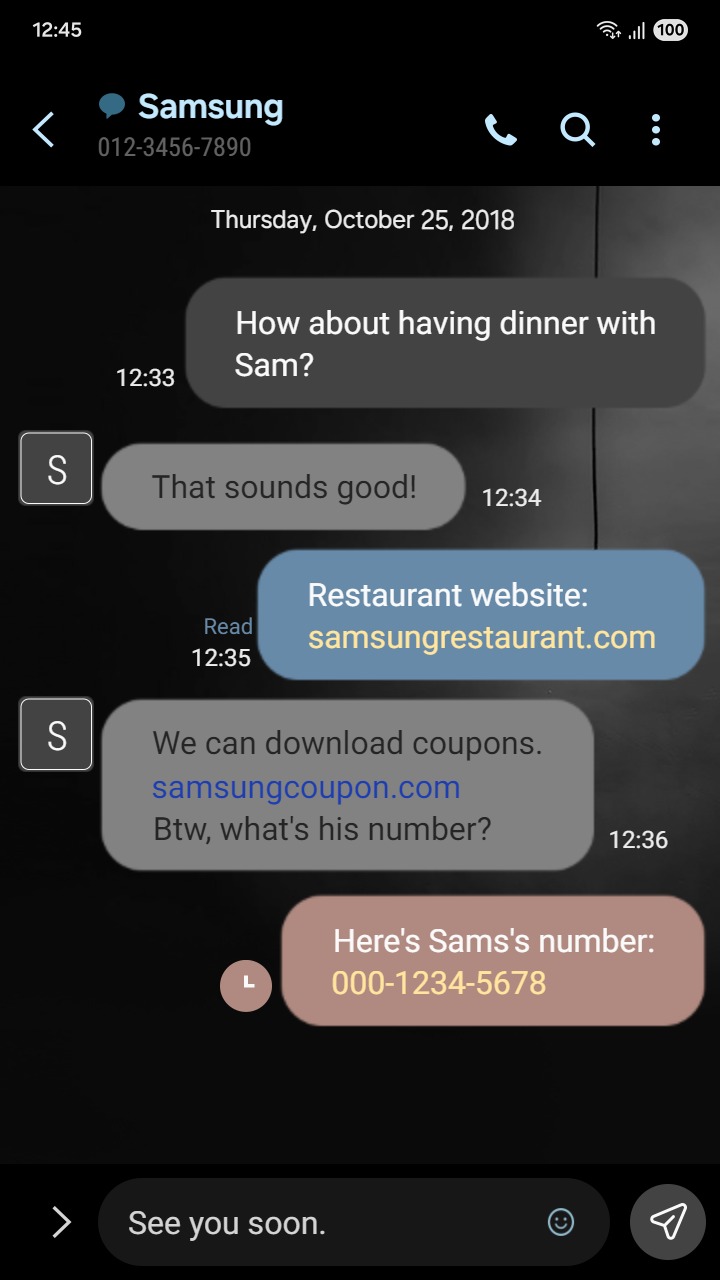 12:45
100
Samsung
012-3456-7890
Thursday, October 25, 2018
How about having dinner with
Sam?
12:33
S
That sounds good!
12:34
Restaurant website:
samsungrestaurant.com
Read
12:35
S
We can download coupons.
samsungcoupon.com
Btw, what's his number?
12:36
Here's Sams's number:
000-1234-5678
See you soon.